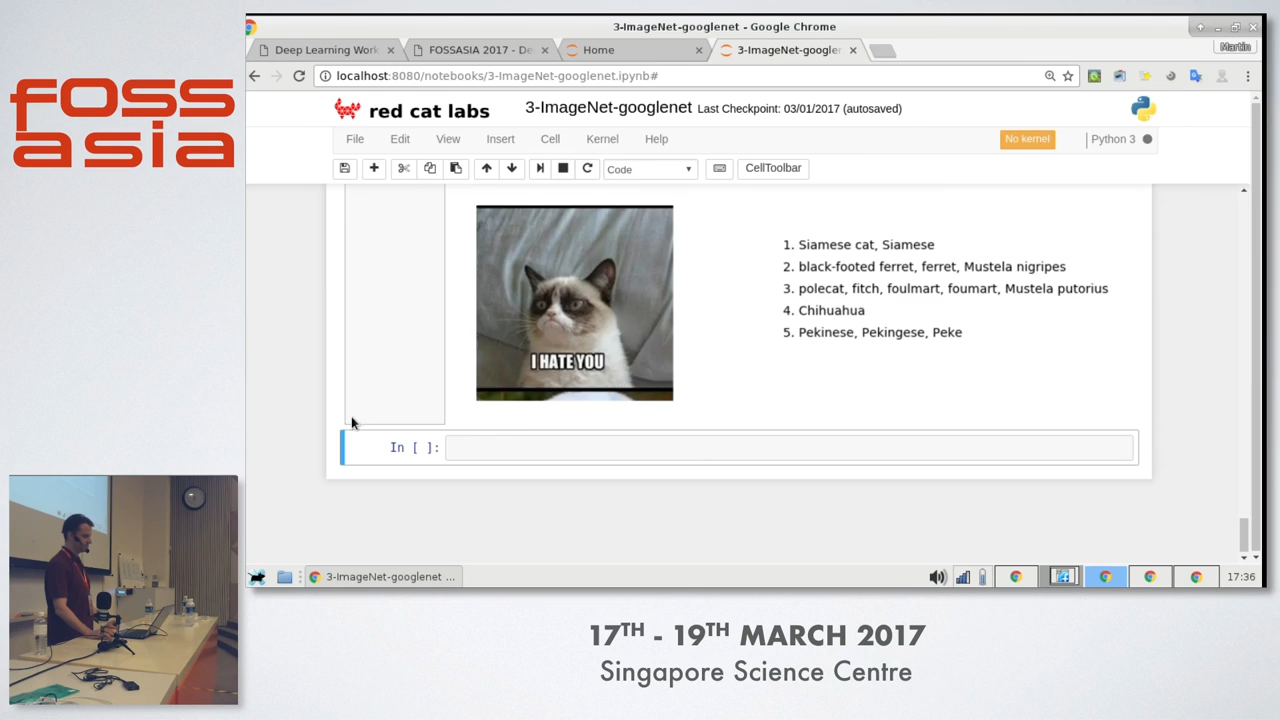 foss
asia
3-ImageNet-googlenet - Google Chrome
Deep Learning Work
FOSSASIA 2017 - De
Home
3-ImageNet-googlen
Martin
localhost:8080/notebooks/3-ImageNet-googlenet.ipynb#
red cat labs
3-ImageNet-googlenet Last Checkpoint: 03/01/2017 (autosaved)
File Edit View Insert Cell Kernel Help
No kernel
Python 3
Code
CellToolbar
I HATE YOU
1. Siamese cat, Siamese
2. black-footed ferret, ferret, Mustela nigripes
3. polecat, fitch, foulmart, foumart, Mustela putorius
4. Chihuahua
5. Pekinese, Pekingese, Peke
In [ ]:
3-ImageNet-googlenet ...
17:36
17TH - 19TH MARCH 2017
Singapore Science Centre